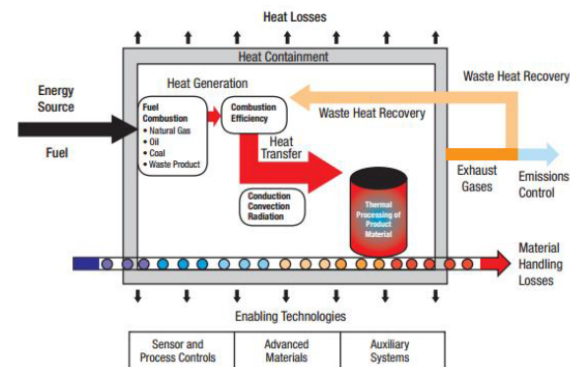 Heat Losses
Heat Containment
Energy
Source
Fuel
Heat Generation
Fuel
Combustion
• Natural Gas
• Oil
• Coal
• Waste Product
Combustion
Efficiency
Waste Heat Recovery
Waste Heat Recovery
Heat
Transfer
Conduction
Convection
Radiation
Thermal
Processing of
Product
Material
Exhaust
Gases
Emissions
Control
Material
Handling
Losses
Enabling Technologies
Sensor and
Process Controls
Advanced
Materials
Auxiliary
Systems